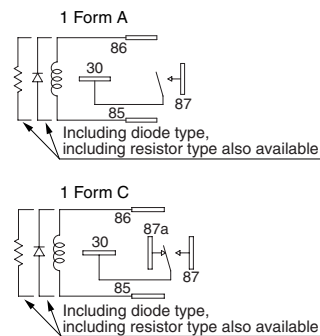 1 Form A
86
30
87
85
Including diode type,
including resistor type also available
1 Form C
86
87a
30
87
85
Including diode type,
including resistor type also available